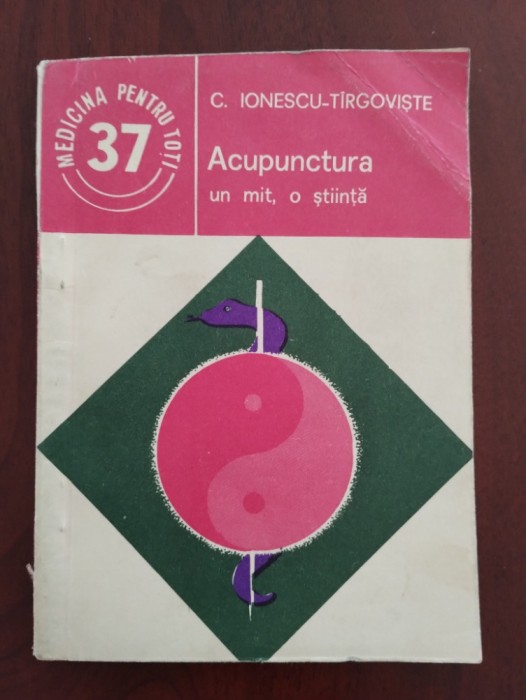 MEDICINA PENTRU TOȚI
37
C. IONESCU-TÎRGOVIȘTE
Acupunctura
un mit, o știință